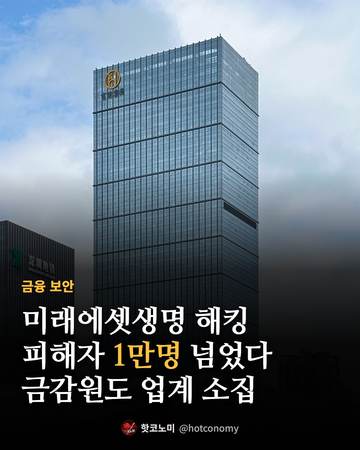 금융 보안
미래에셋생명 해킹
피해자 1만명 넘었다
금감원도 업계 소집
핫코노미 @hotconomy